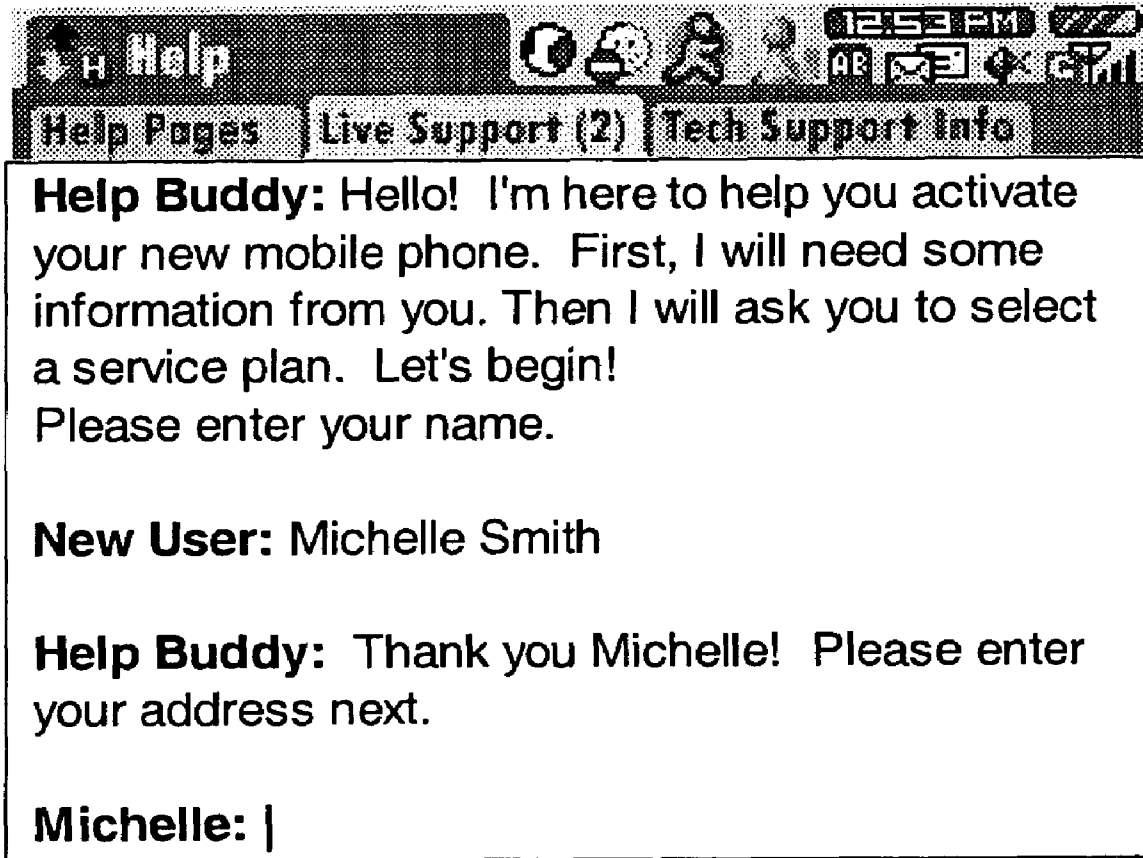 H Help
12:53 PM
AB
G
Help Pages Live Support (2) Tech Support Info
Help Buddy: Hello! I'm here to help you activate
your new mobile phone. First, I will need some
information from you. Then I will ask you to select
a service plan. Let's begin!
Please enter your name.
New User: Michelle Smith
Help Buddy: Thank you Michelle! Please enter
your address next.
Michelle: |